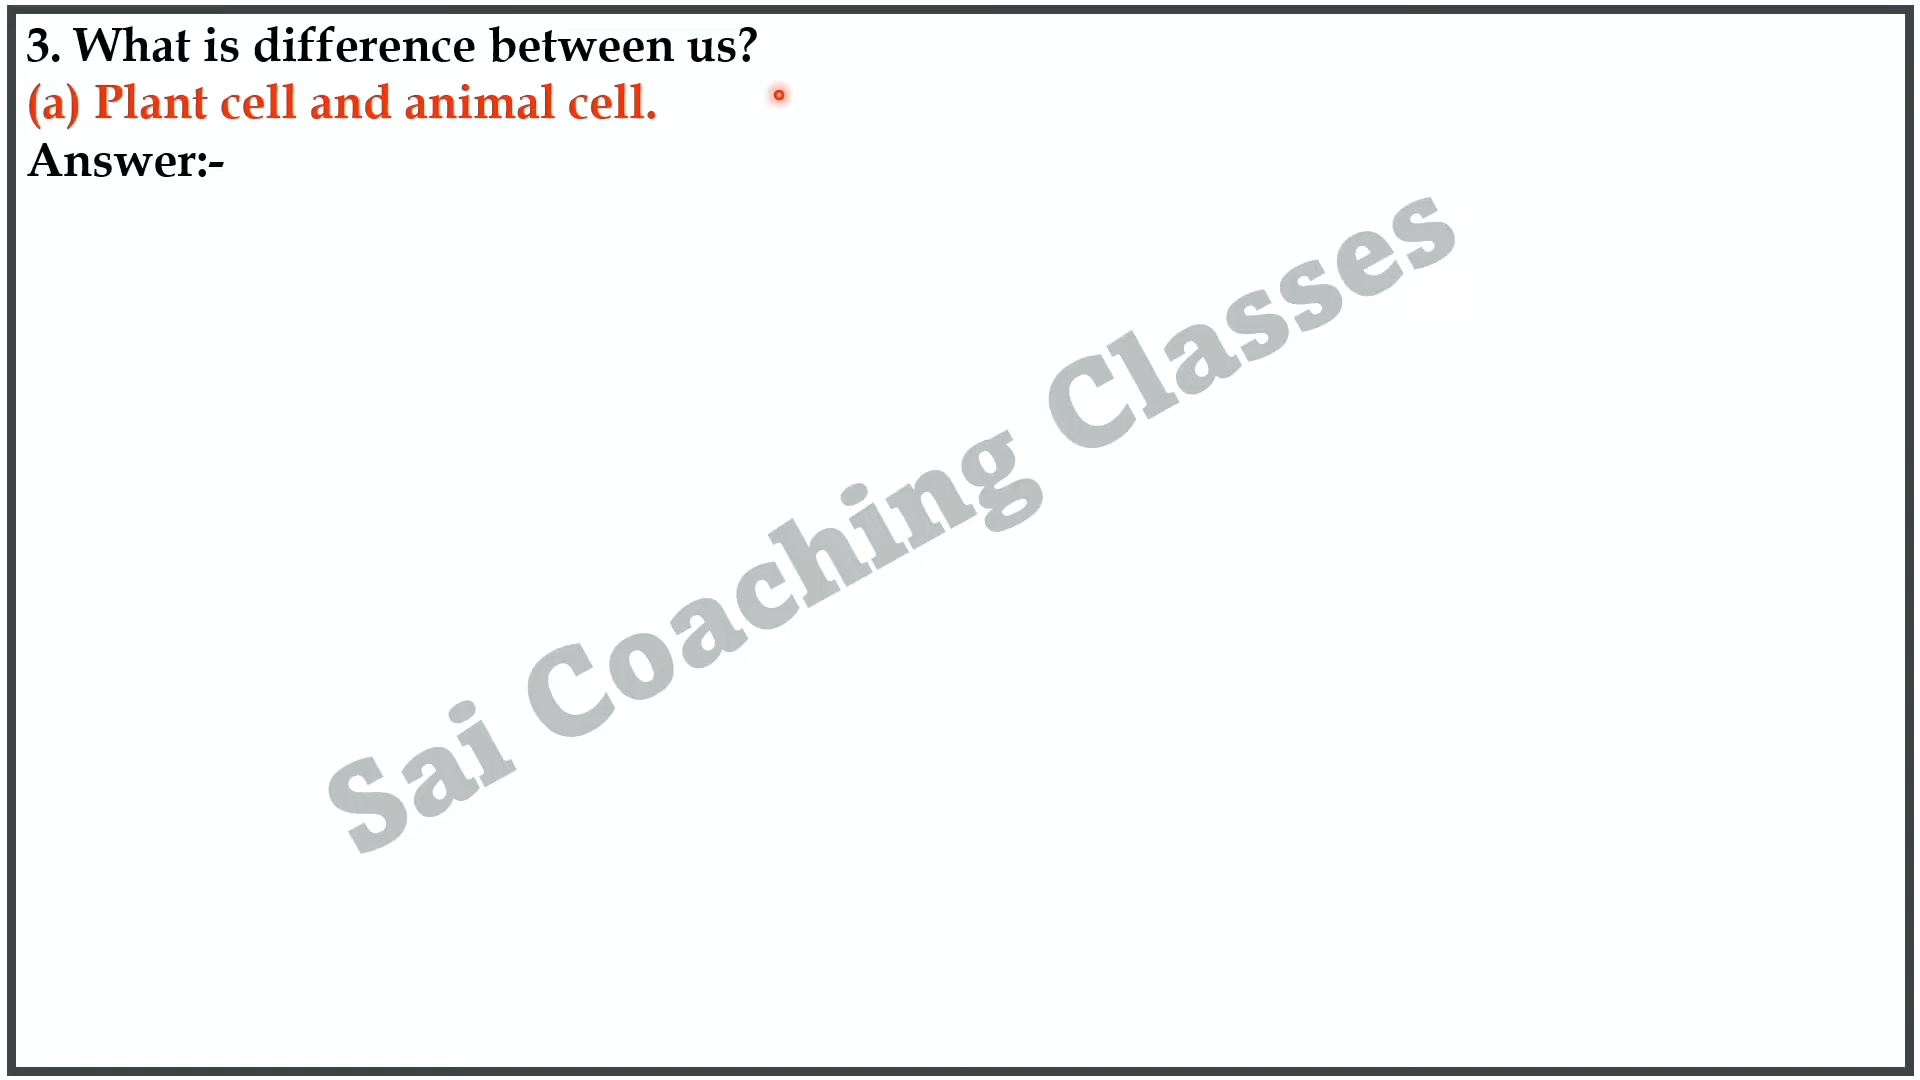 3. What is difference between us?
(a) Plant cell and animal cell.
Answer:-
Sai Coaching Classes